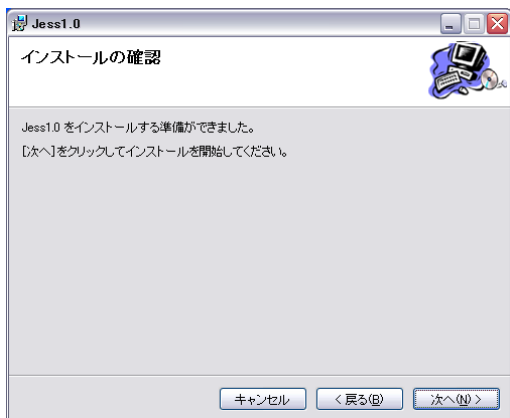 Jess1.0
インストールの確認
Jess1.0 をインストールする準備ができました。
[次へ]をクリックしてインストールを開始してください。
キャンセル
< 戻る(B)
次へ(N) >